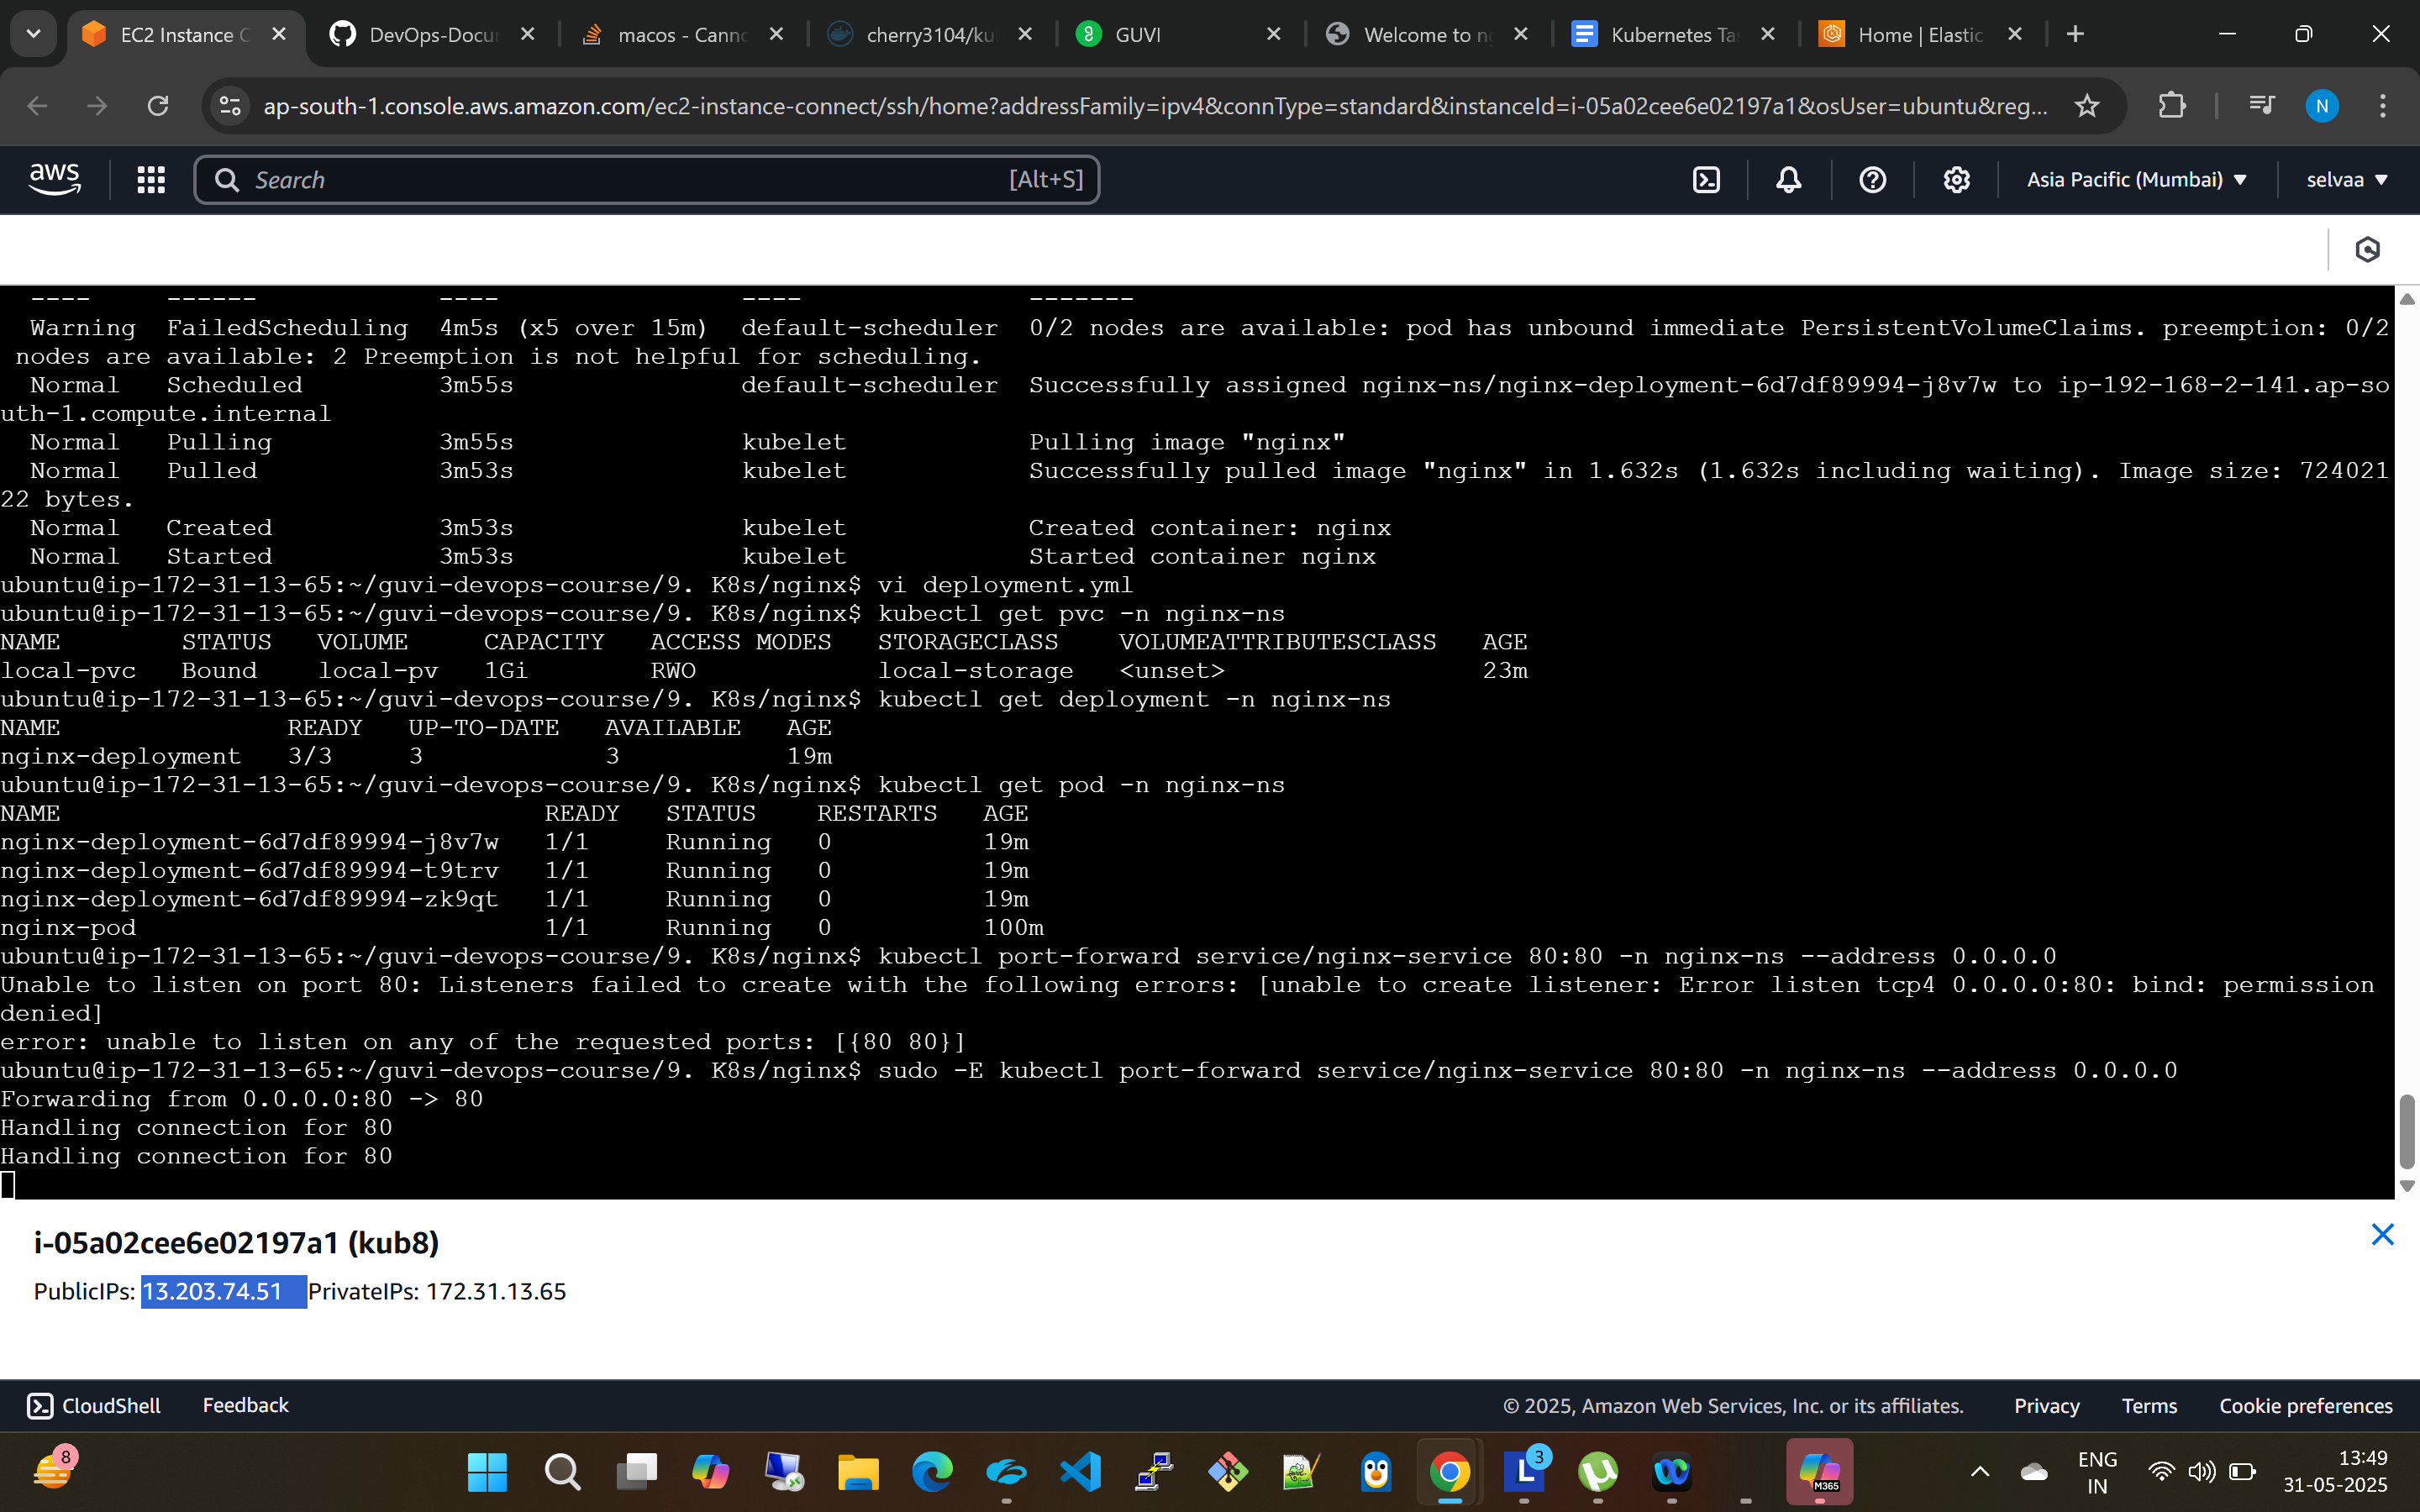 EC2 Instance C
DevOps-Docu
macos - Canno
cherry3104/ku
GUVI
Welcome to n
Kubernetes Ta
Home | Elastic
ap-south-1.console.aws.amazon.com/ec2-instance-connect/ssh/home?addressFamily=ipv4&connType=standard&instanceId=i-05a02cee6e02197a1&osUser=ubuntu&reg...
N
aws
Search
[Alt+S]
Asia Pacific (Mumbai)
selvaa
---- ------ ---- ---- -------
Warning FailedScheduling 4m5s (x5 over 15m) default-scheduler 0/2 nodes are available: pod has unbound immediate PersistentVolumeClaims. preemption: 0/2
nodes are available: 2 Preemption is not helpful for scheduling.
Normal Scheduled 3m55s default-scheduler Successfully assigned nginx-ns/nginx-deployment-6d7df89994-j8v7w to ip-192-168-2-141.ap-so
uth-1.compute.internal
Normal Pulling 3m55s kubelet Pulling image "nginx"
Normal Pulled 3m53s kubelet Successfully pulled image "nginx" in 1.632s (1.632s including waiting). Image size: 724021
22 bytes.
Normal Created 3m53s kubelet Created container: nginx
Normal Started 3m53s kubelet Started container nginx
ubuntu@ip-172-31-13-65:~/guvi-devops-course/9. K8s/nginx$ vi deployment.yml
ubuntu@ip-172-31-13-65:~/guvi-devops-course/9. K8s/nginx$ kubectl get pvc -n nginx-ns
NAME STATUS VOLUME CAPACITY ACCESS MODES STORAGECLASS VOLUMEATTRIBUTESCLASS AGE
local-pvc Bound local-pv 1Gi RWO local-storage <unset> 23m
ubuntu@ip-172-31-13-65:~/guvi-devops-course/9. K8s/nginx$ kubectl get deployment -n nginx-ns
NAME READY UP-TO-DATE AVAILABLE AGE
nginx-deployment 3/3 3 3 19m
ubuntu@ip-172-31-13-65:~/guvi-devops-course/9. K8s/nginx$ kubectl get pod -n nginx-ns
NAME READY STATUS RESTARTS AGE
nginx-deployment-6d7df89994-j8v7w 1/1 Running 0 19m
nginx-deployment-6d7df89994-t9trv 1/1 Running 0 19m
nginx-deployment-6d7df89994-zk9qt 1/1 Running 0 19m
nginx-pod 1/1 Running 0 100m
ubuntu@ip-172-31-13-65:~/guvi-devops-course/9. K8s/nginx$ kubectl port-forward service/nginx-service 80:80 -n nginx-ns --address 0.0.0.0
Unable to listen on port 80: Listeners failed to create with the following errors: [unable to create listener: Error listen tcp4 0.0.0.0:80: bind: permission
denied]
error: unable to listen on any of the requested ports: [{80 80}]
ubuntu@ip-172-31-13-65:~/guvi-devops-course/9. K8s/nginx$ sudo -E kubectl port-forward service/nginx-service 80:80 -n nginx-ns --address 0.0.0.0
Forwarding from 0.0.0.0:80 -> 80
Handling connection for 80
Handling connection for 80
i-05a02cee6e02197a1 (kub8)
PublicIPs: 13.203.74.51 PrivateIPs: 172.31.13.65
CloudShell
Feedback
© 2025, Amazon Web Services, Inc. or its affiliates.
Privacy
Terms
Cookie preferences
8
L
3
M365
ENG
IN
13:49
31-05-2025